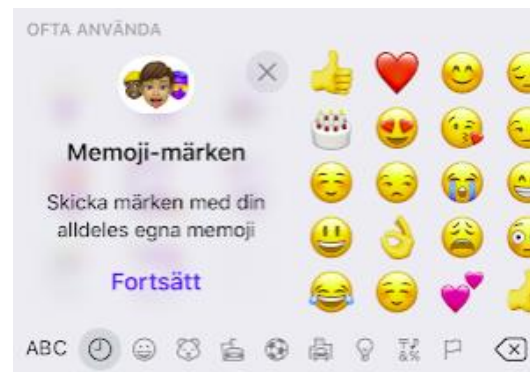 OFTA ANVÄNDA
Memoji-märken
Skicka märken med din
alldeles egna memoji
Fortsätt
ABC